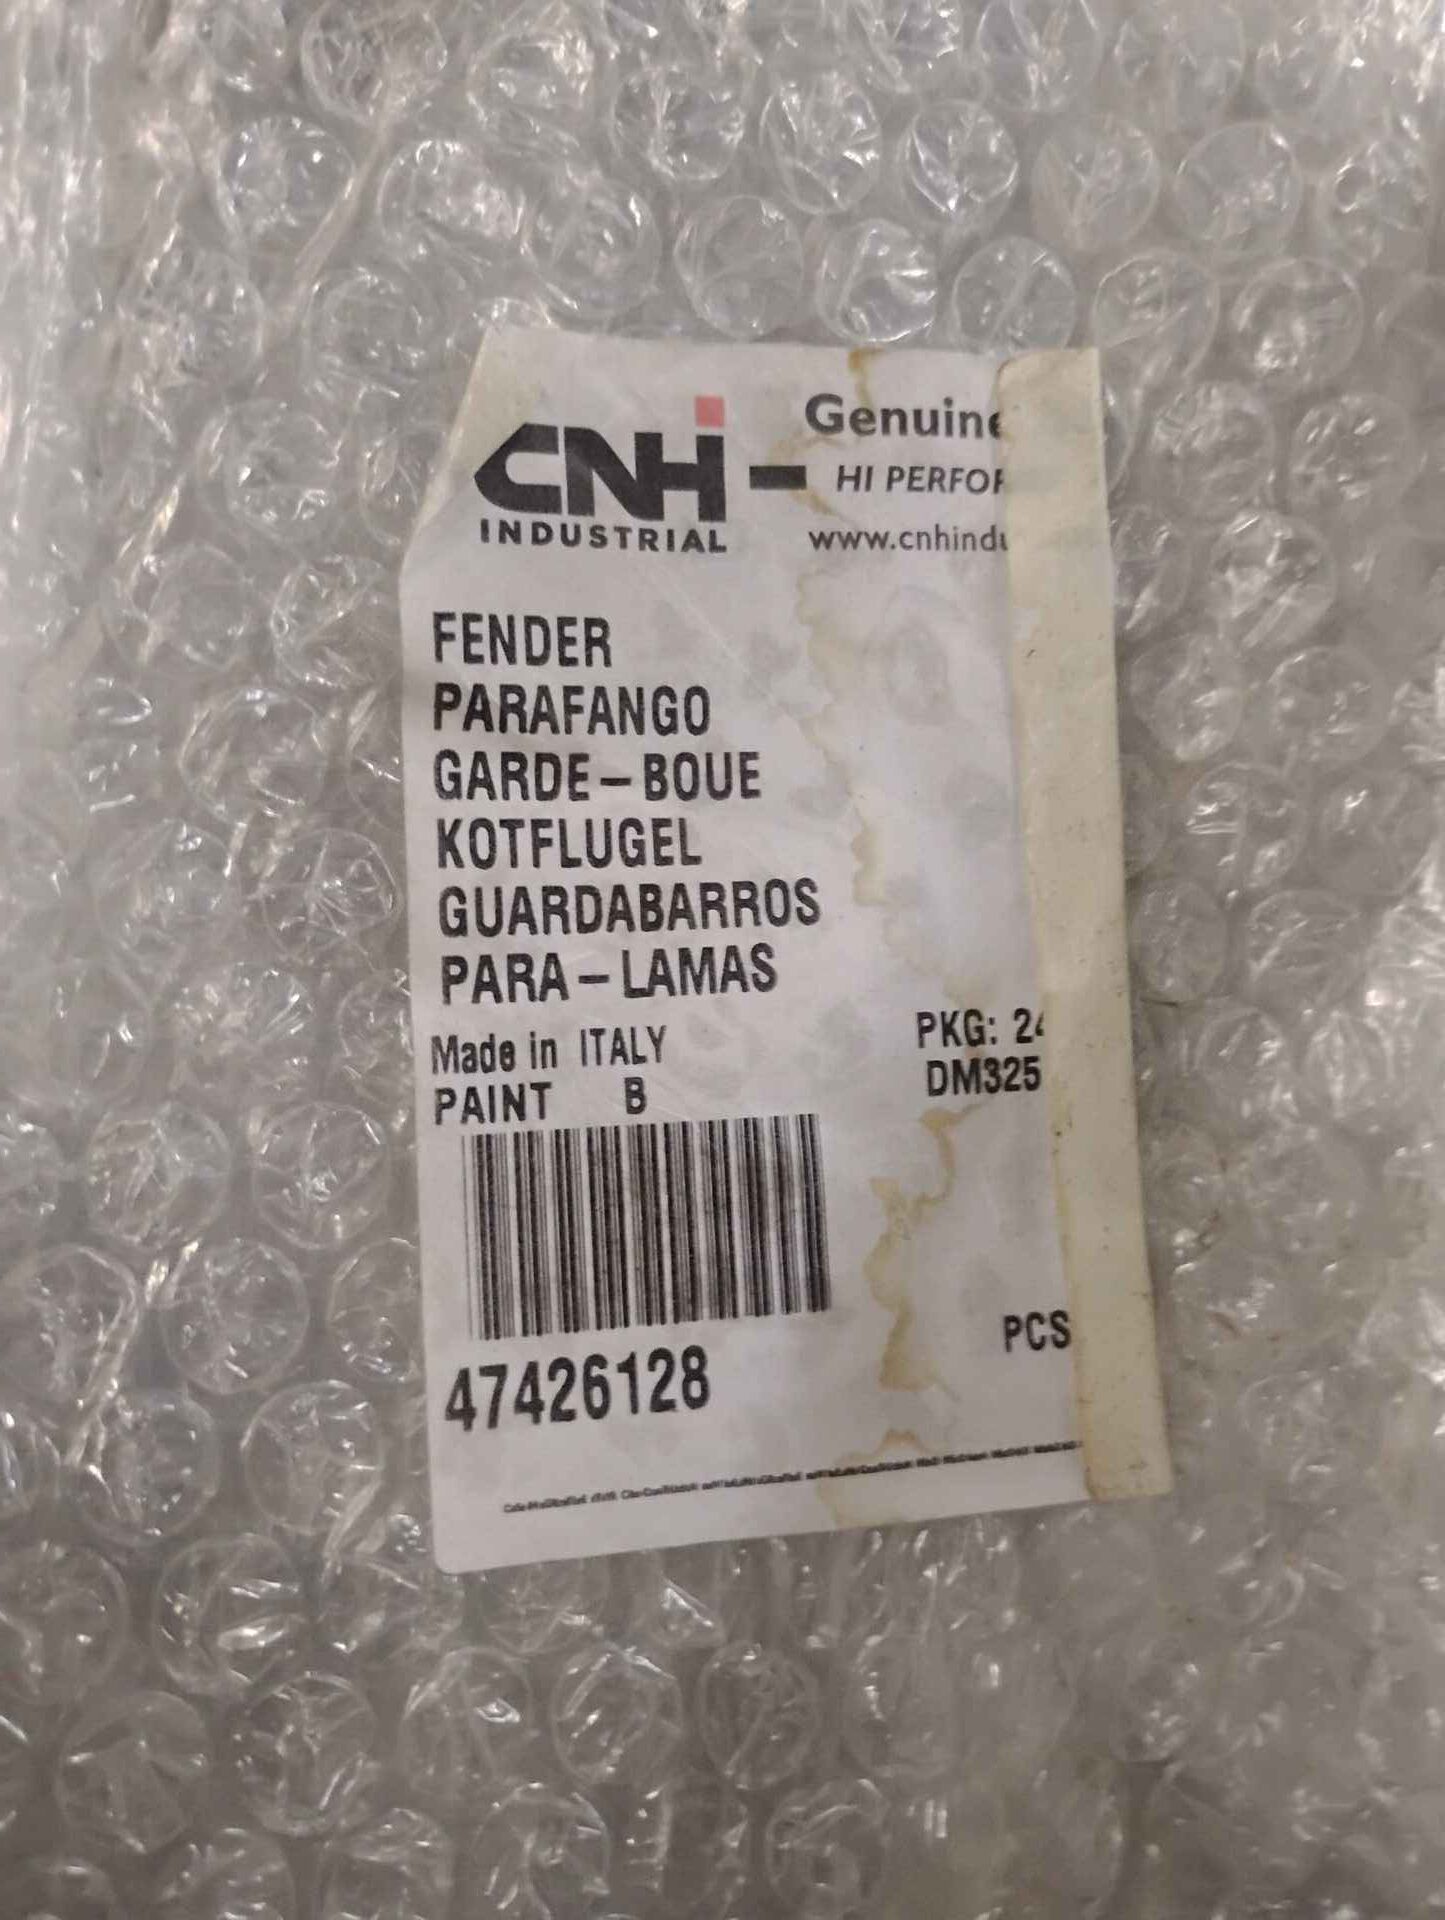 CNH
INDUSTRIAL
Genuine
HI PERFOR
www.cnhindu
FENDER
PARAFANGO
GARDE-BOUE
KOTFLUGEL
GUARDABARROS
PARA-LAMAS
Made in ITALY
PKG: 24
PAINT B
DM325
47426128
PCS